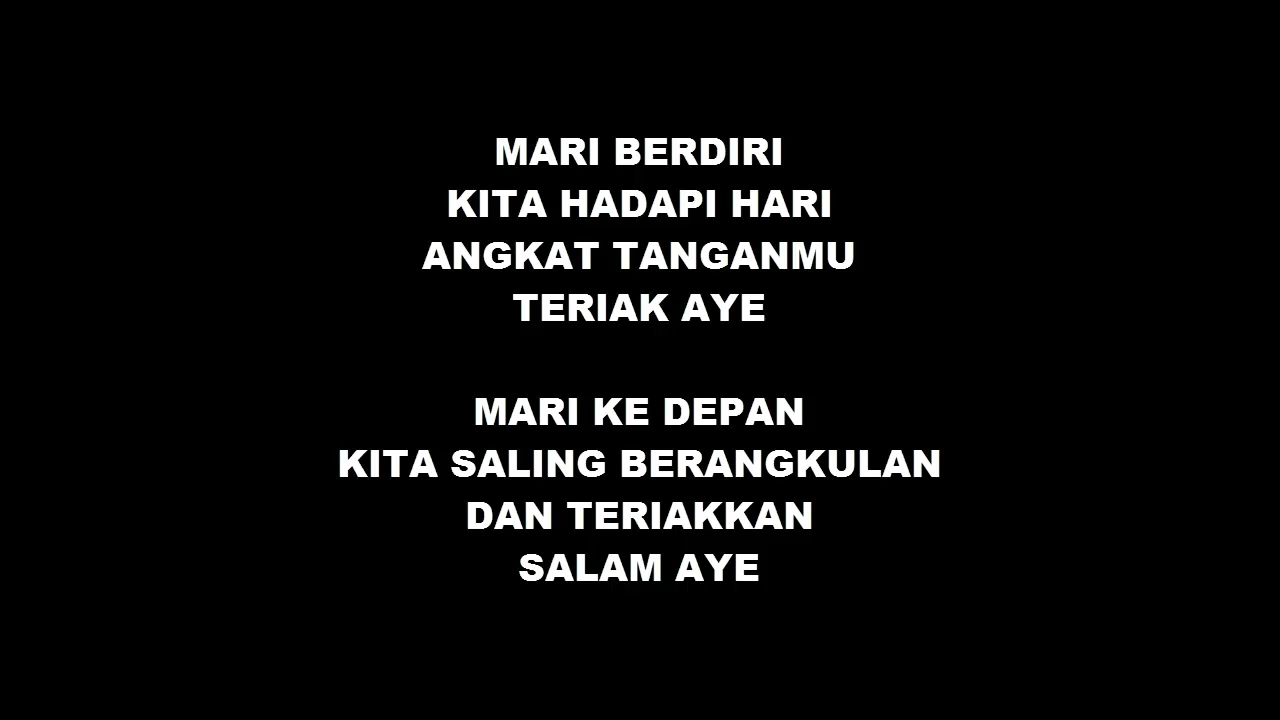 MARI BERDIRI
KITA HADAPI HARI
ANGKAT TANGANMU
TERIAK AYE
MARI KE DEPAN
KITA SALING BERANGKULAN
DAN TERIAKKAN
SALAM AYE